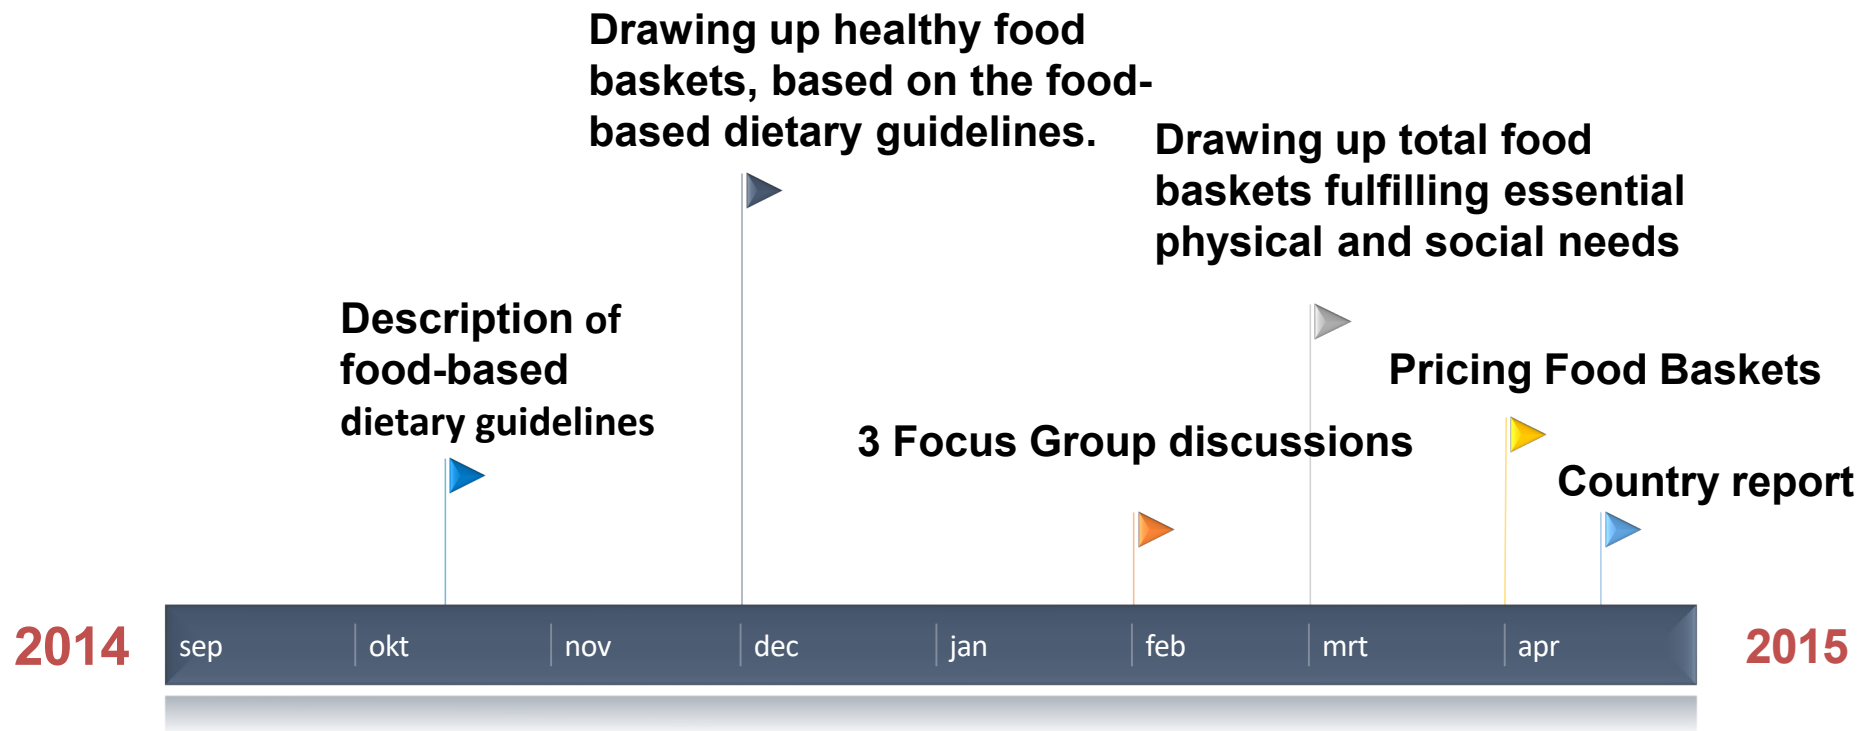 Drawing up healthy food
baskets, based on the food-
based dietary guidelines.
Drawing up total food
baskets fulfilling essential
physical and social needs
Description of
food-based
dietary guidelines
Pricing Food Baskets
3 Focus Group discussions
Country report
2014
sep
okt
nov
dec
jan
feb
mrt
apr
2015